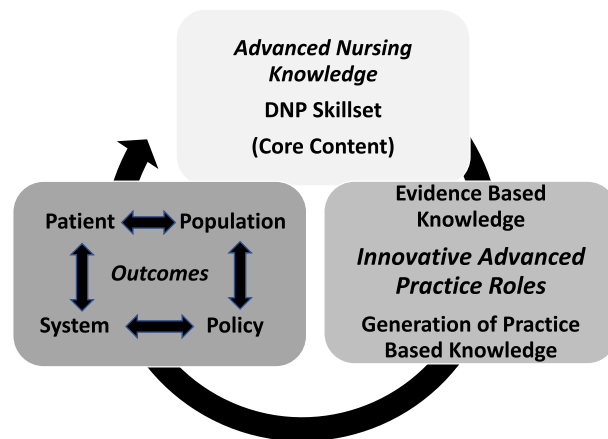 Advanced Nursing
Knowledge
DNP Skillset
(Core Content)
Evidence Based
Knowledge
Innovative Advanced
Practice Roles
Generation of Practice
Based Knowledge
Patient Population
Outcomes
System Policy